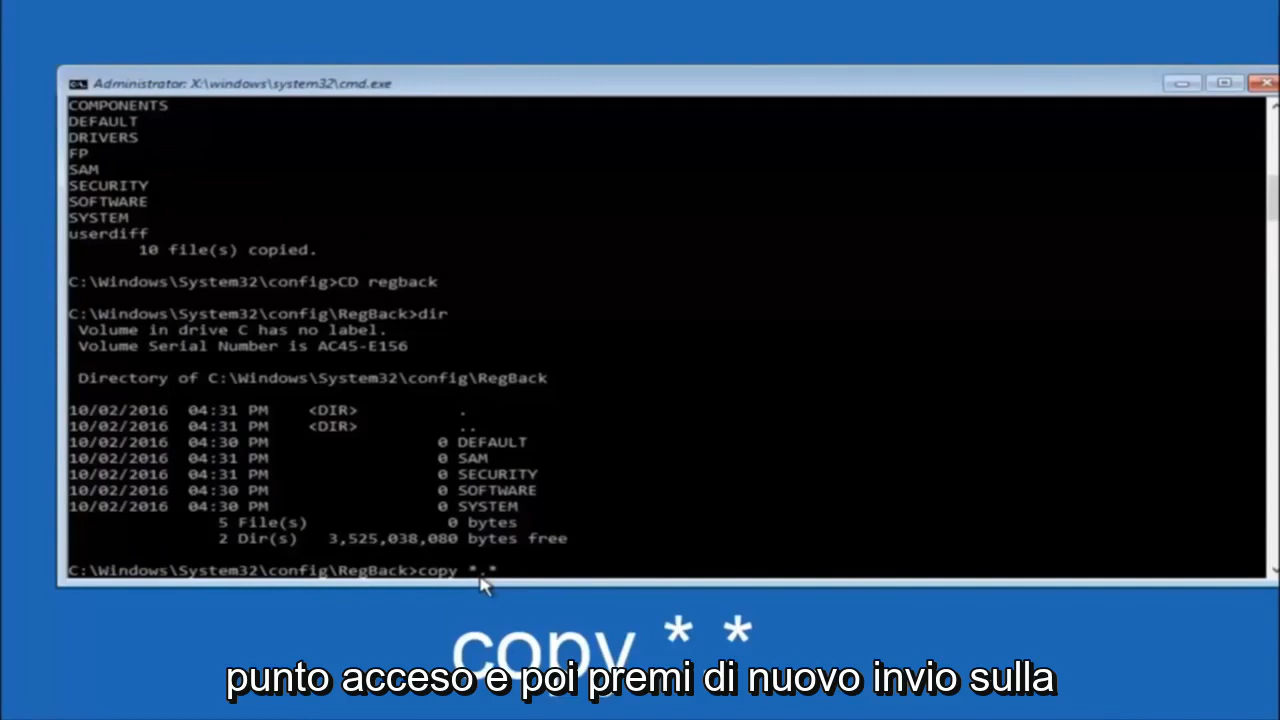 Administrator: X:\windows\system32\cmd.exe
COMPONENTS
DEFAULT
DRIVERS
FP
SAM
SECURITY
SOFTWARE
SYSTEM
userdiff
10 file(s) copied.
C:\Windows\System32\config>CD regback
C:\Windows\System32\config\RegBack>dir
Volume in drive C has no label.
Volume Serial Number is AC45-E156
Directory of C:\Windows\System32\config\RegBack
10/02/2016 04:31 PM <DIR> .
10/02/2016 04:31 PM <DIR> ..
10/02/2016 04:30 PM 0 DEFAULT
10/02/2016 04:31 PM 0 SAM
10/02/2016 04:31 PM 0 SECURITY
10/02/2016 04:30 PM 0 SOFTWARE
10/02/2016 04:30 PM 0 SYSTEM
5 File(s) 0 bytes
2 Dir(s) 3,525,038,080 bytes free
C:\Windows\System32\config\RegBack>copy *.*
copy * *
punto acceso e poi premi di nuovo invio sulla